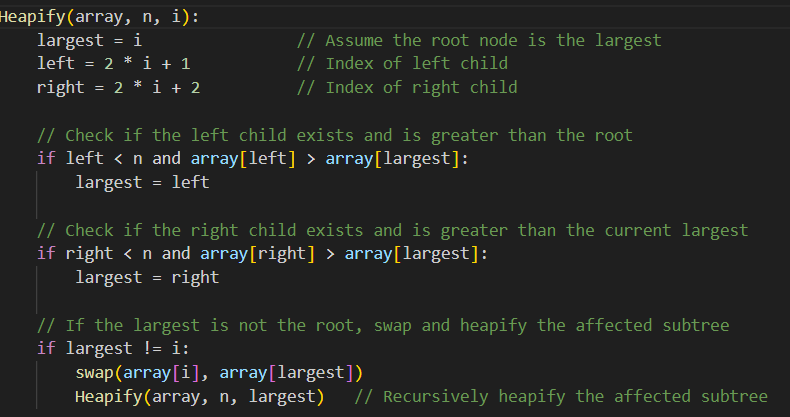 Heapify(array, n, i):
    largest = i                 // Assume the root node is the largest
    left = 2 * i + 1            // Index of left child
    right = 2 * i + 2           // Index of right child

    // Check if the left child exists and is greater than the root
    if left < n and array[left] > array[largest]:
        largest = left

    // Check if the right child exists and is greater than the current largest
    if right < n and array[right] > array[largest]:
        largest = right

    // If the largest is not the root, swap and heapify the affected subtree
    if largest != i:
        swap(array[i], array[largest])
        Heapify(array, n, largest)   // Recursively heapify the affected subtree